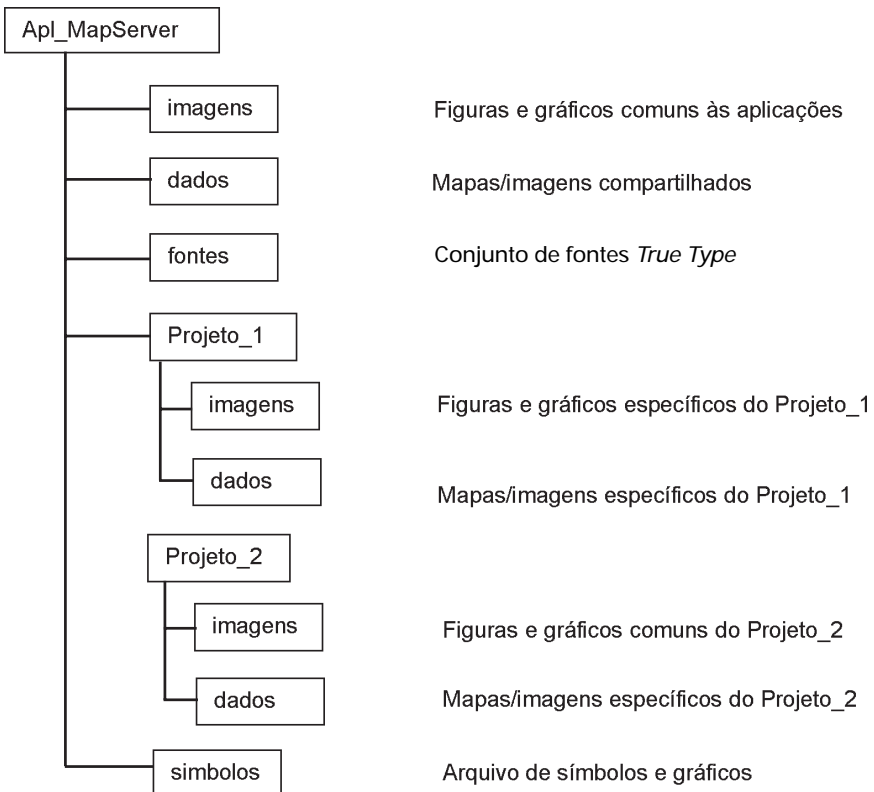 Apl_MapServer
imagens Figuras e gráficos comuns às aplicações
dados Mapas/imagens compartilhados
fontes Conjunto de fontes True Type
Projeto_1
imagens Figuras e gráficos específicos do Projeto_1
dados Mapas/imagens específicos do Projeto_1
Projeto_2
imagens Figuras e gráficos comuns do Projeto_2
dados Mapas/imagens específicos do Projeto_2
simbolos Arquivo de símbolos e gráficos